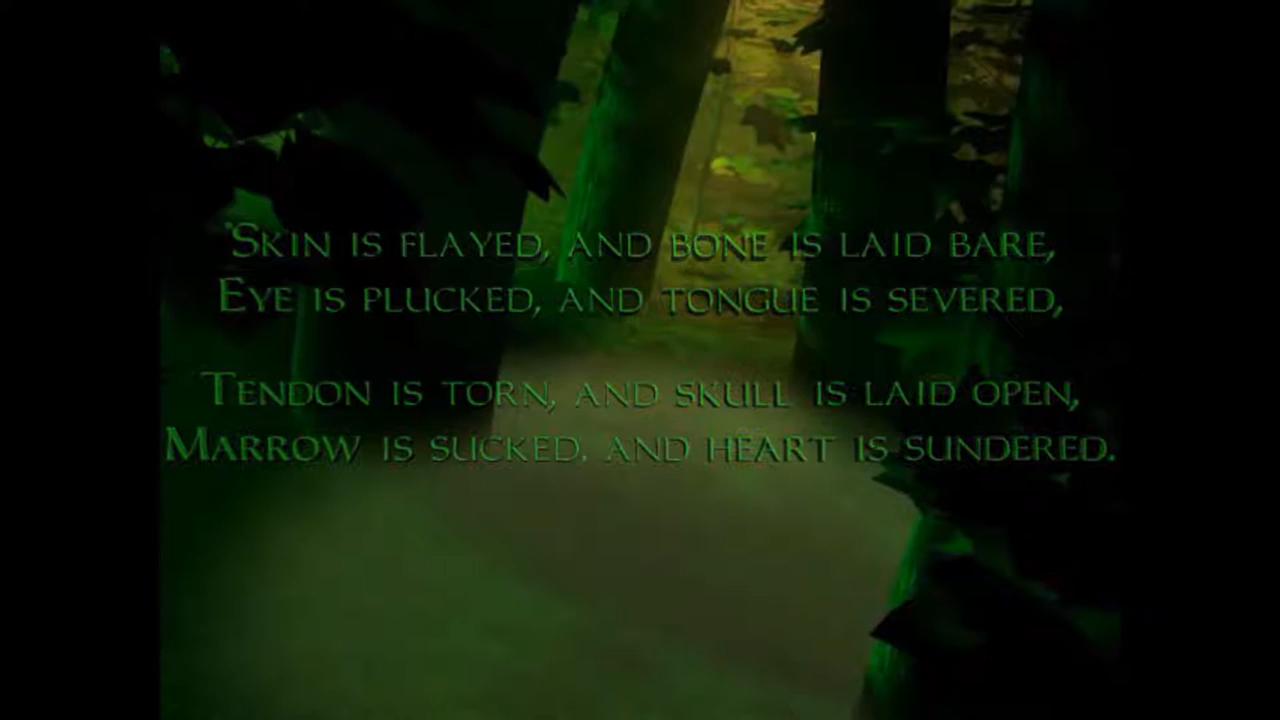 "Skin is flayed, and bone is laid bare,
Eye is plucked, and tongue is severed,
Tendon is torn, and skull is laid open,
Marrow is sucked, and heart is sundered.